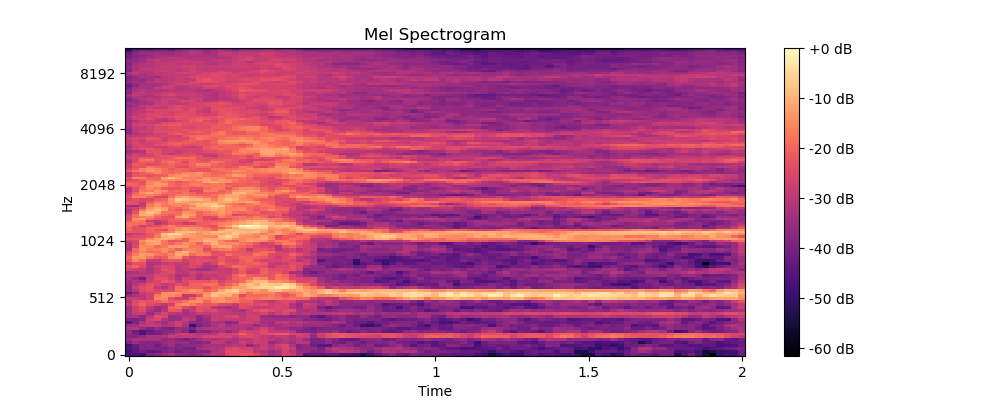 Mel Spectrogram
Hz
8192
4096
2048
1024
512
0
0
0.5
1
1.5
2
Time
+0 dB
-10 dB
-20 dB
-30 dB
-40 dB
-50 dB
-60 dB